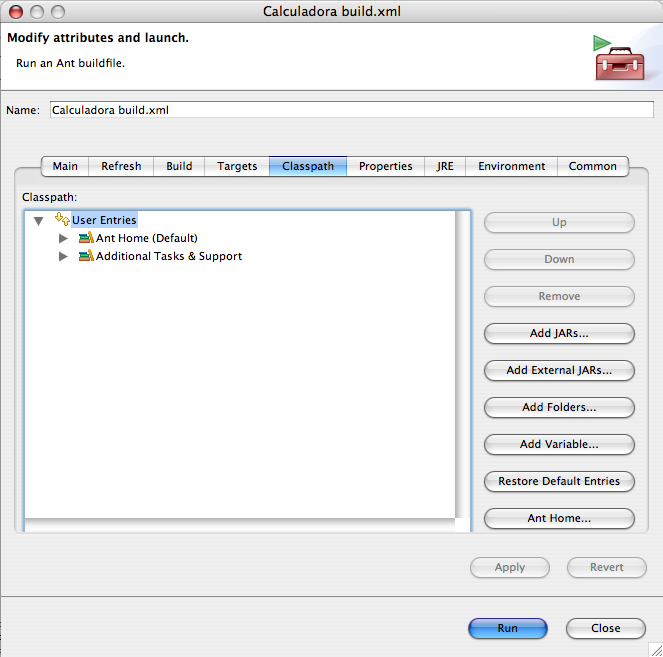 Calculadora build.xml
Modify attributes and launch.
Run an Ant buildfile.
Name: Calculadora build.xml
Main Refresh Build Targets Classpath Properties JRE Environment Common
Classpath:
User Entries
Ant Home (Default)
Additional Tasks & Support
Up
Down
Remove
Add JARs...
Add External JARs...
Add Folders...
Add Variable...
Restore Default Entries
Ant Home...
Apply Revert
Run Close